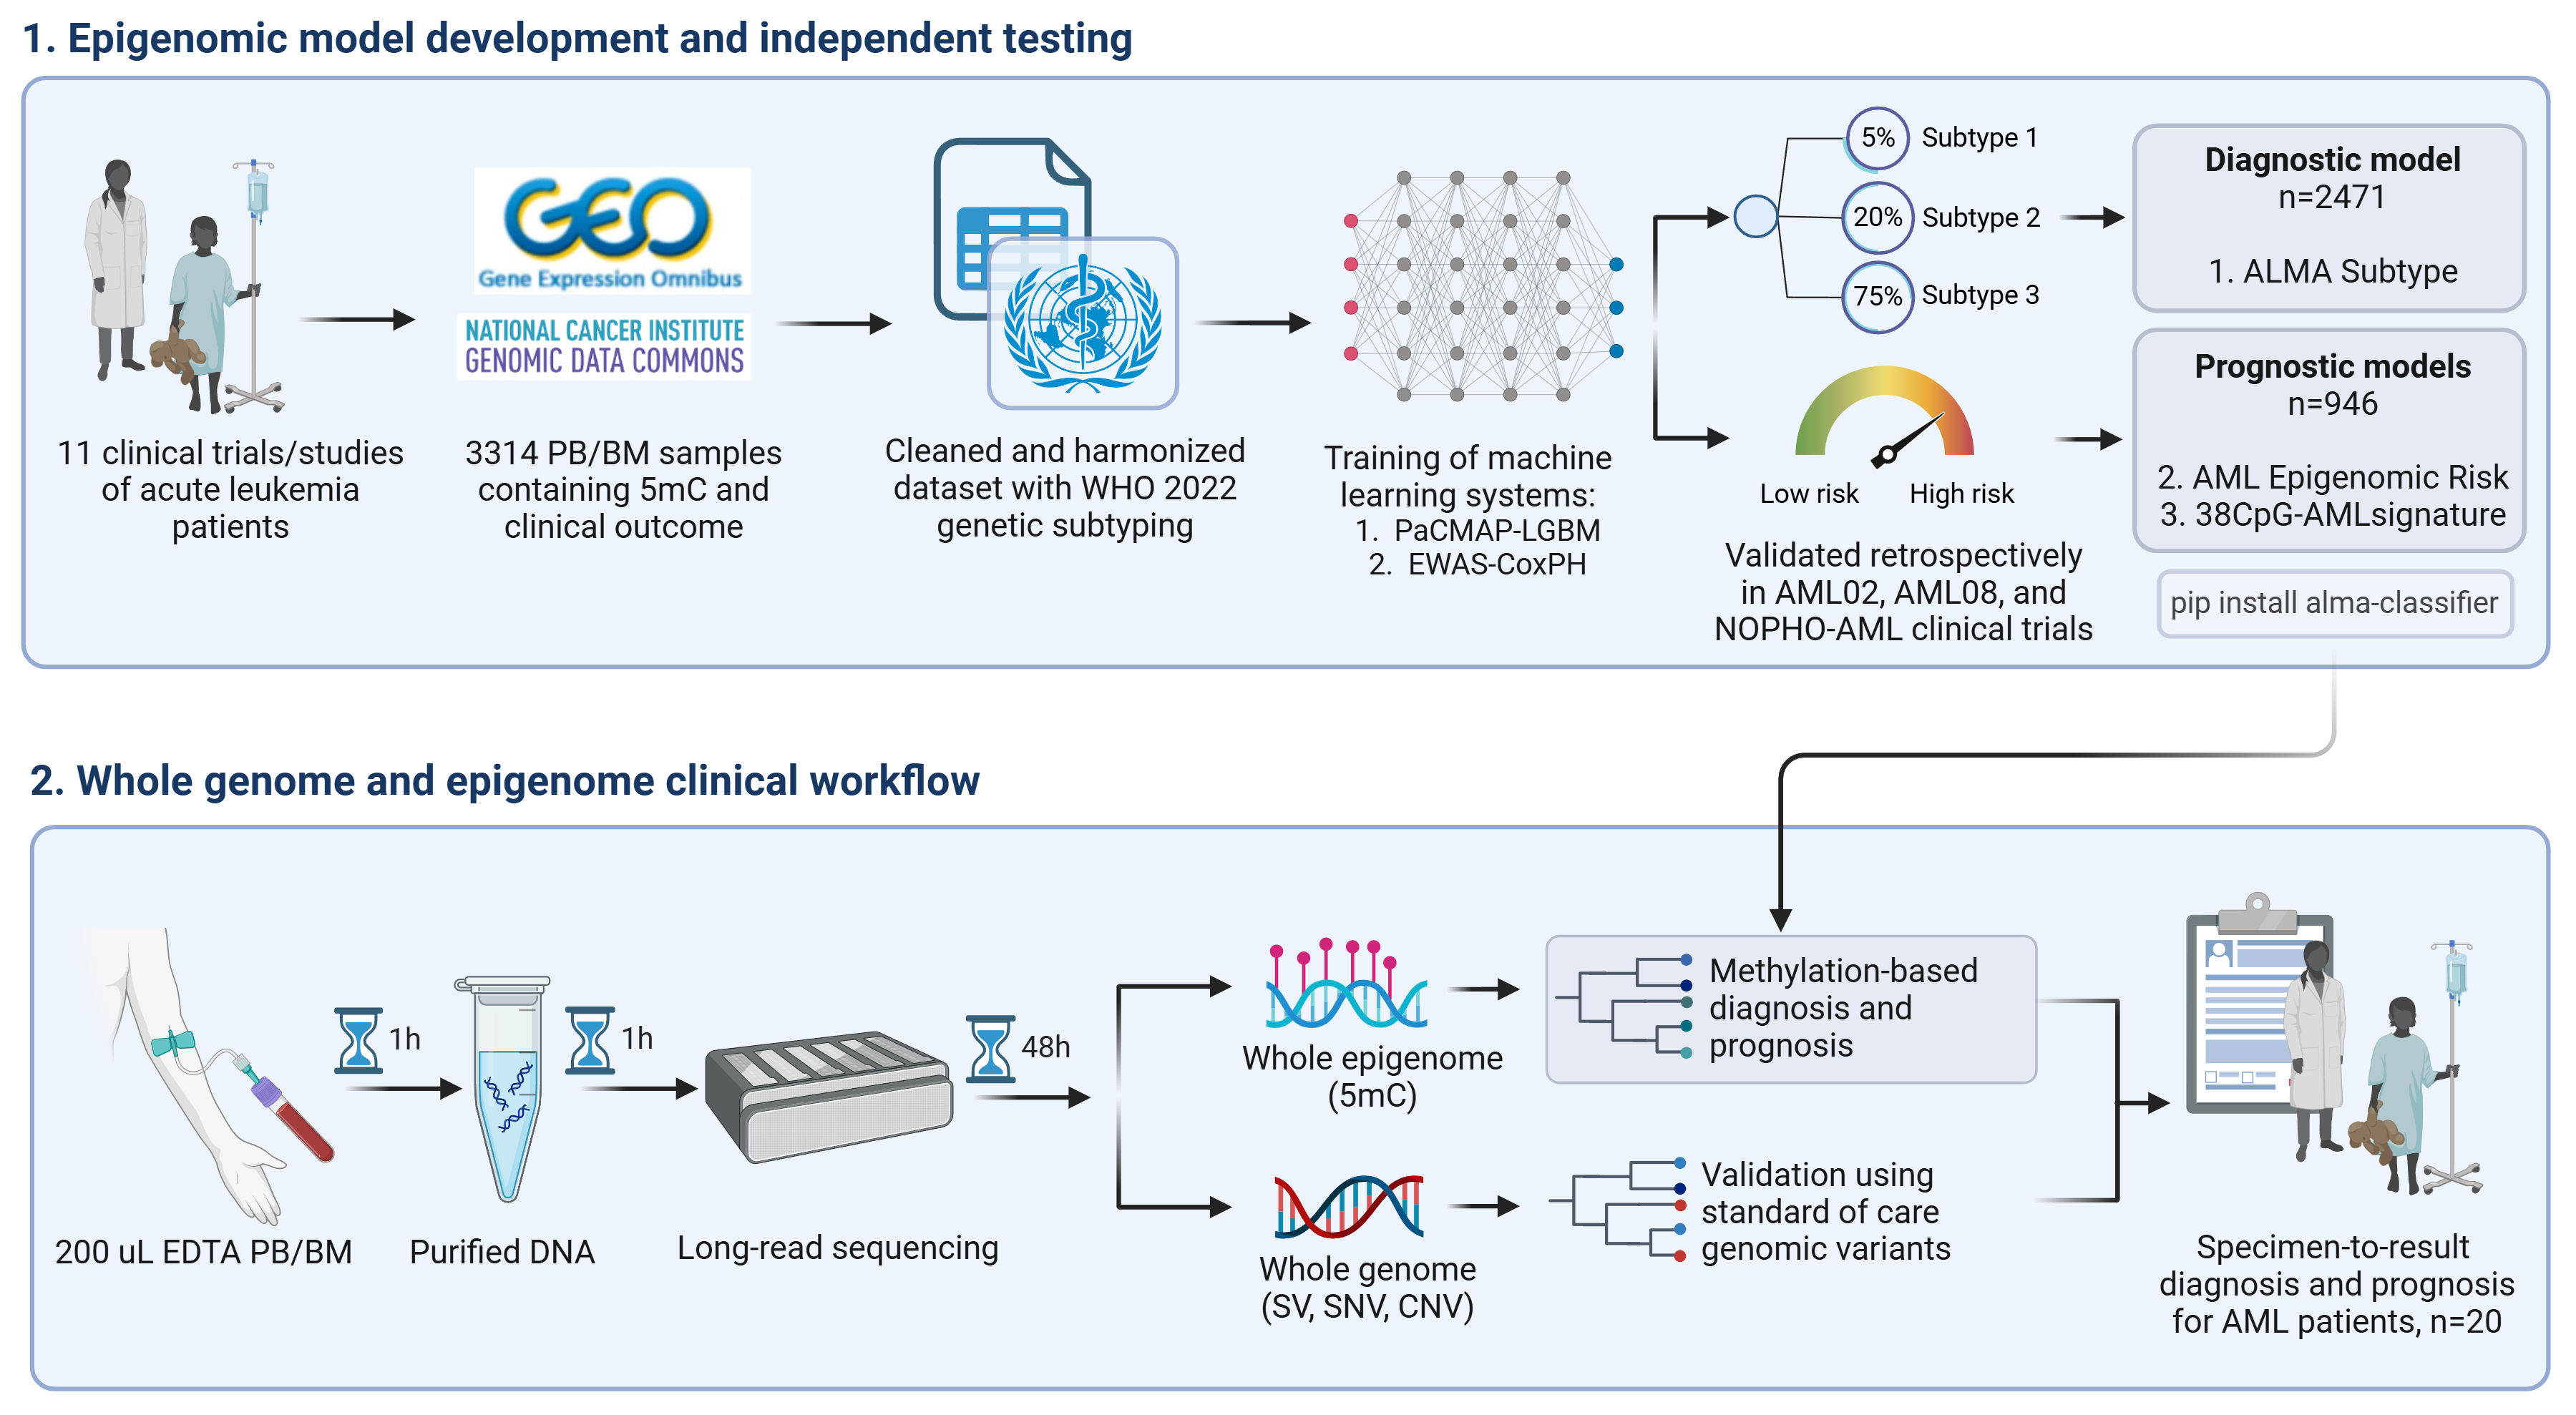 1. Epigenomic model development and independent testing
11 clinical trials/studies
of acute leukemia
patients
GEO
Gene Expression Omnibus
NATIONAL CANCER INSTITUTE
GENOMIC DATA COMMONS
3314 PB/BM samples
containing 5mC and
clinical outcome
Cleaned and harmonized
dataset with WHO 2022
genetic subtyping
Training of machine
learning systems:
1. PaCMAP-LGBM
2. EWAS-CoxPH
5% Subtype 1
20% Subtype 2
75% Subtype 3
Low risk High risk
Validated retrospectively
in AML02, AML08, and
NOPHO-AML clinical trials
Diagnostic model
n=2471
1. ALMA Subtype
Prognostic models
n=946
2. AML Epigenomic Risk
3. 38CpG-AMLsignature
pip install alma-classifier
2. Whole genome and epigenome clinical workflow
200 uL EDTA PB/BM
1h
Purified DNA
1h
Long-read sequencing
48h
Whole epigenome
(5mC)
Methylation-based
diagnosis and
prognosis
Whole genome
(SV, SNV, CNV)
Validation using
standard of care
genomic variants
Specimen-to-result
diagnosis and prognosis
for AML patients, n=20